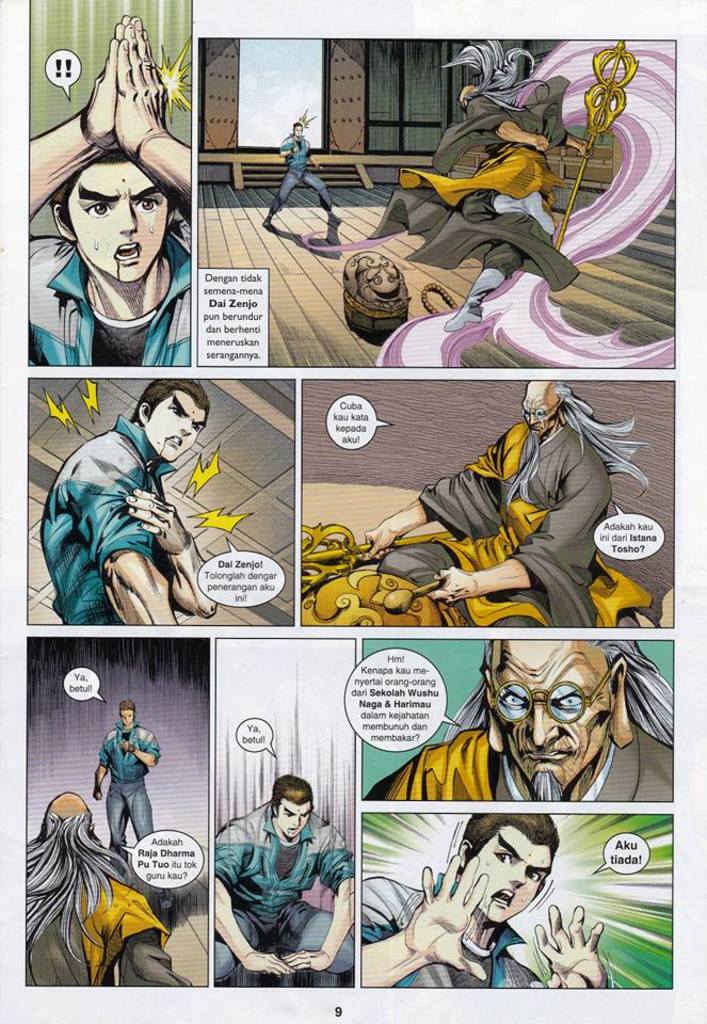 !!
Dengan tidak
semena-mena
Dai Zenjo
pun berundur
dan berhenti
meneruskan
serangannya.
Dai Zenjo!
Tolonglah dengar
penerangan aku
ini!
Cuba
kau kata
kepada
aku!
Adakah kau
ini dari Istana
Tosho?
Ya,
betul!
Adakah
Raja Dharma
Pu Tuo itu tok
guru kau?
Ya,
betul!
Hm!
Kenapa kau me-
nyertai orang-orang
dari Sekolah Wushu
Naga & Harimau
dalam kejahatan
membunuh dan
membakar?
Aku
tiada!
9